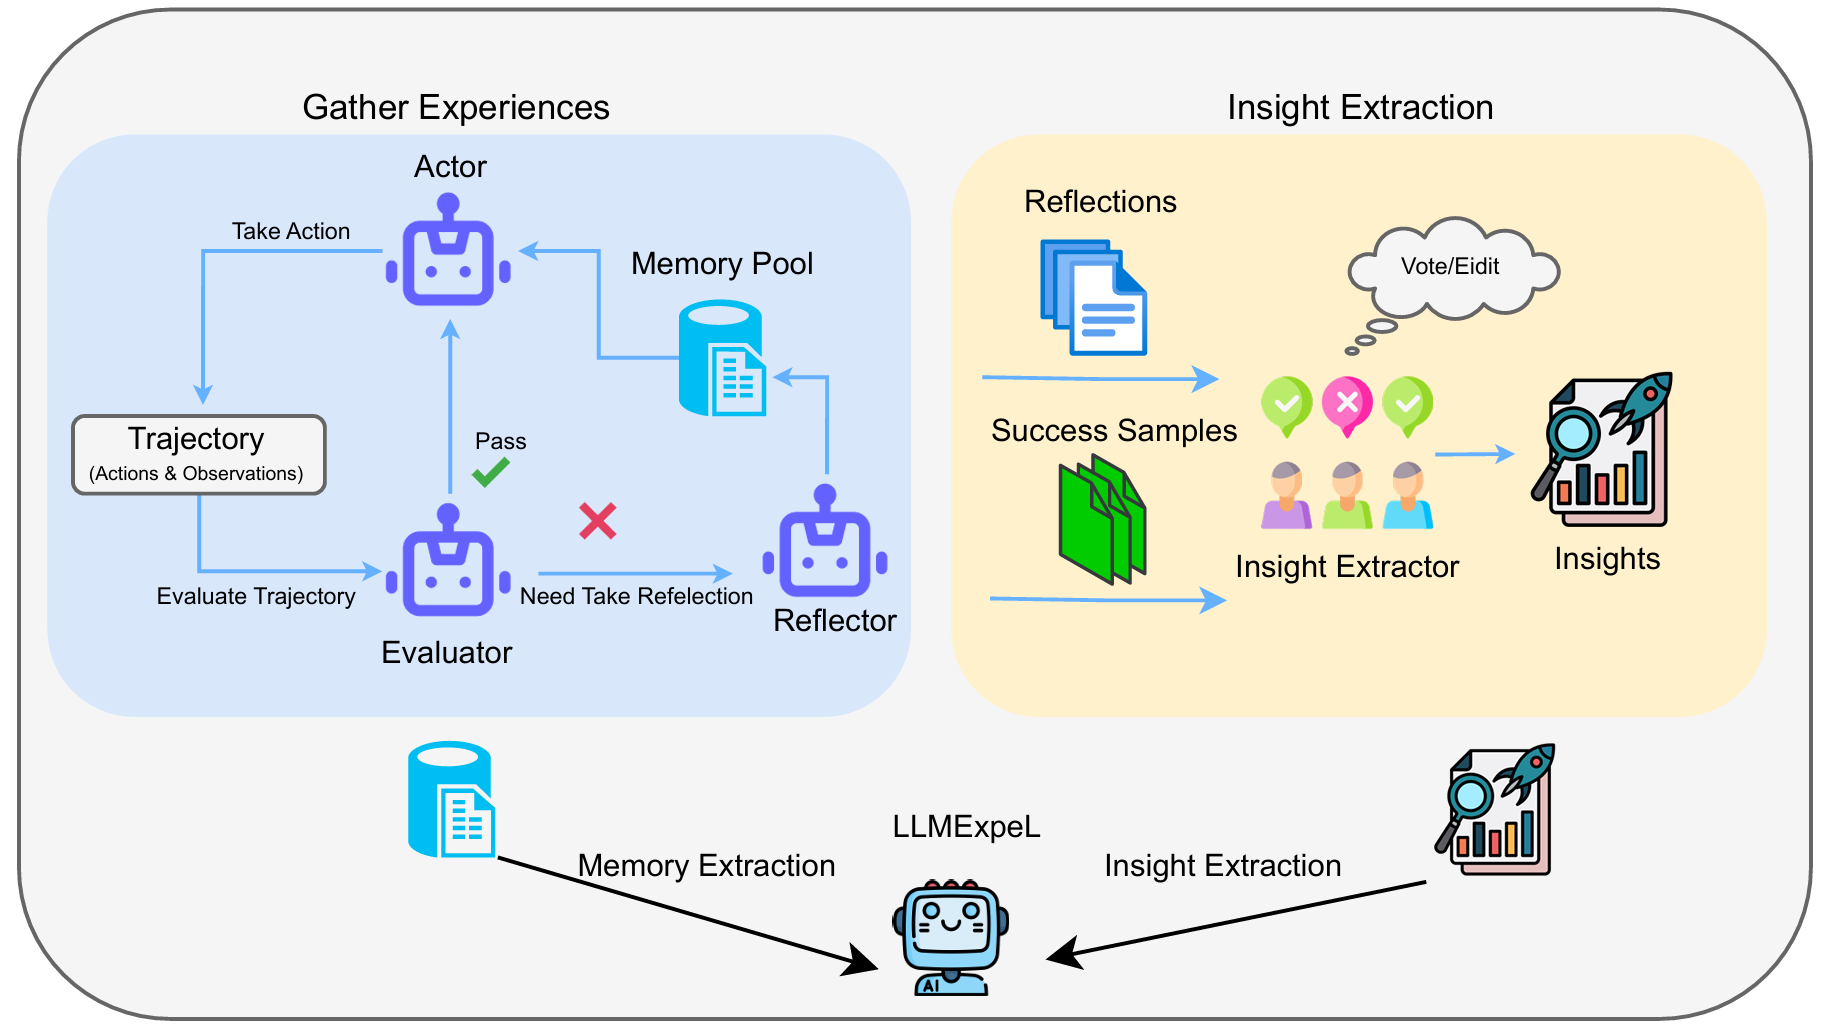 Gather Experiences
Insight Extraction
Actor
Take Action
Memory Pool
Trajectory
(Actions & Observations)
Pass
Evaluate Trajectory
Need Take Refelection
Evaluator
Reflector
Reflections
Vote/Eidit
Success Samples
Insight Extractor
Insights
LLMExpeL
Memory Extraction
Insight Extraction
AI